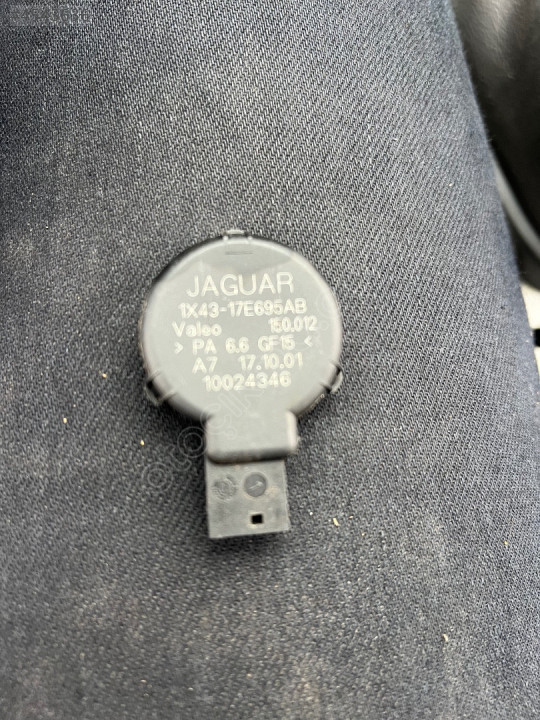 JAGUAR
1X43-17E695AB
Valeo 150.012
> PA 6.6 GF15 <
A7 17.10.01
10024346